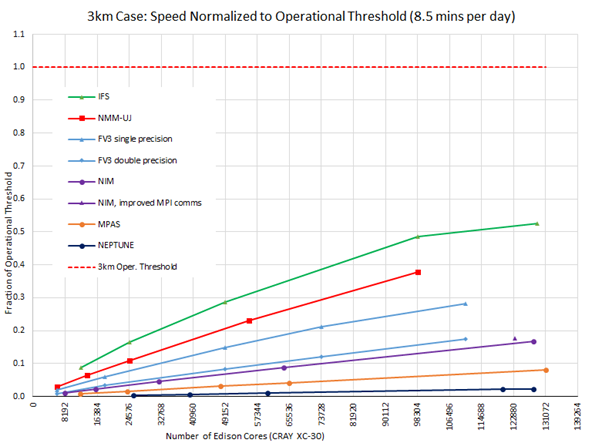 3km Case: Speed Normalized to Operational Threshold (8.5 mins per day)
Fraction of Operational Threshold
1.1
1.0
0.9
0.8
0.7
0.6
0.5
0.4
0.3
0.2
0.1
0.0
IFS
NMM-UJ
FV3 single precision
FV3 double precision
NIM
NIM, improved MPI comms
MPAS
NEPTUNE
3km Oper. Threshold
0 8192 16384 24576 32768 40960 49152 57344 65536 73728 81920 90112 98304 106496 114688 122880 131072 139264
Number of Edison Cores (CRAY XC-30)